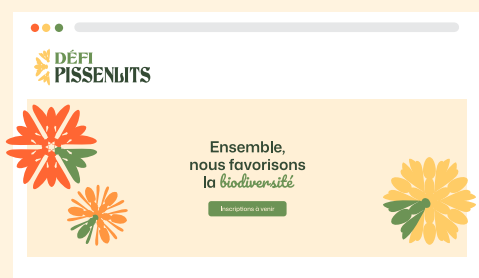 DÉFI
PISSENLITS
Ensemble,
nous favorisons
la biodiversité
Inscriptions à venir